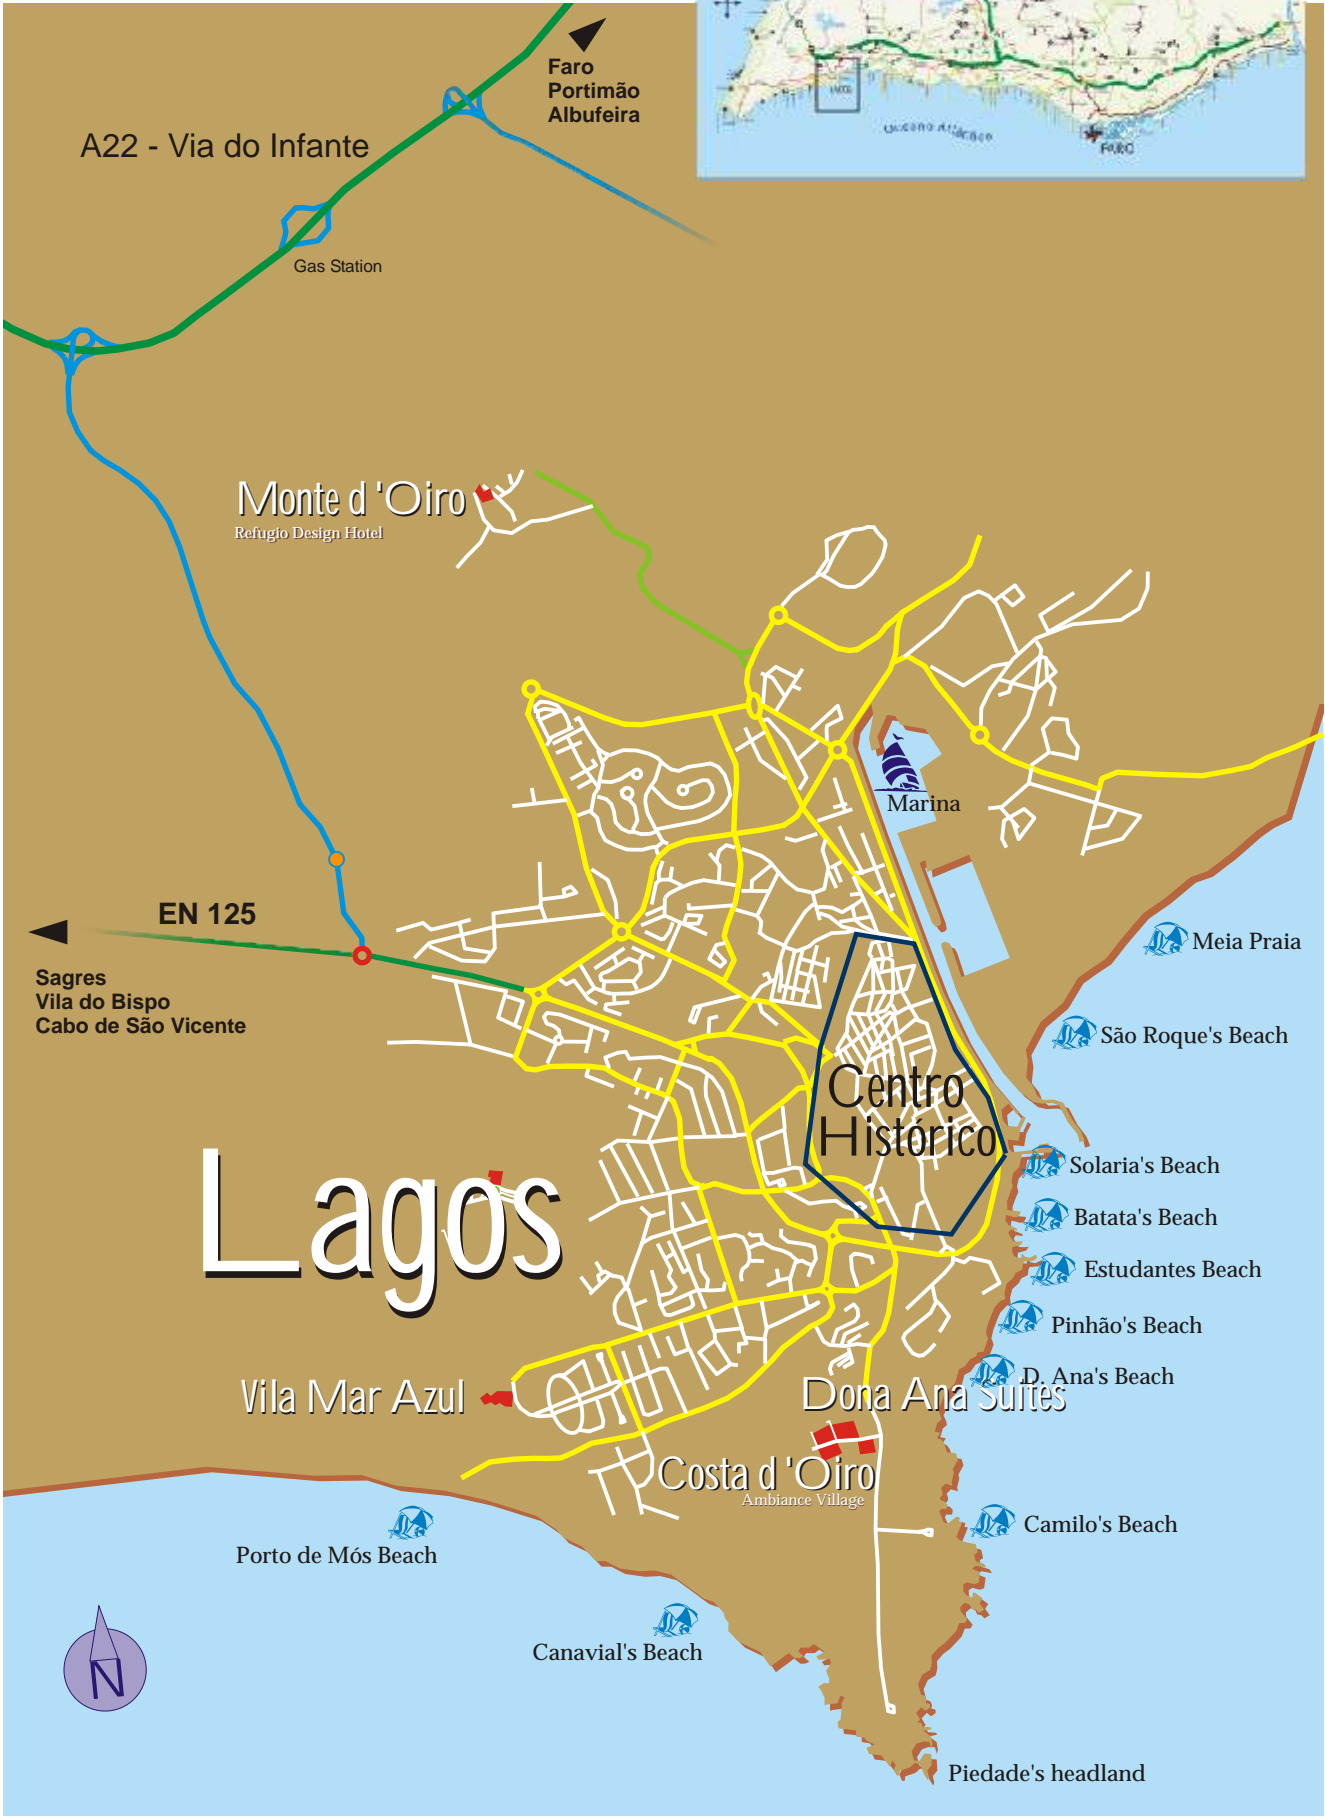 Faro
Portimão
Albufeira
A22 - Via do Infante
Oceano Atlântico
FARO
Gas Station
Monte d 'Oiro
Refugio Design Hotel
Marina
EN 125
Sagres
Vila do Bispo
Cabo de São Vicente
Meia Praia
São Roque's Beach
Centro
Histórico
Lagos
Solaria's Beach
Batata's Beach
Estudantes Beach
Pinhão's Beach
D. Ana's Beach
Vila Mar Azul
Dona Ana Suites
Costa d 'Oiro
Ambiance Village
Camilo's Beach
Porto de Mós Beach
Canavial's Beach
N
Piedade's headland